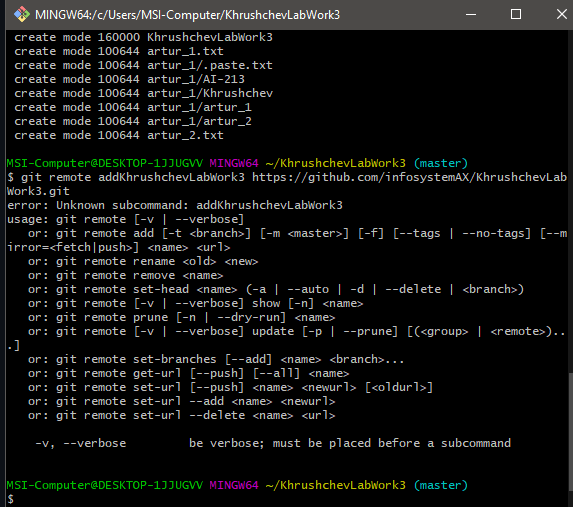 MINGW64:/c/Users/MSI-Computer/KhrushchevLabWork3
create mode 160000 KhrushchevLabWork3
create mode 100644 artur_1.txt
create mode 100644 artur_1/.paste.txt
create mode 100644 artur_1/AI-213
create mode 100644 artur_1/Khrushchev
create mode 100644 artur_1/artur_1
create mode 100644 artur_1/artur_2
create mode 100644 artur_2.txt
MSI-Computer@DESKTOP-1JJUGVV MINGW64 ~/KhrushchevLabWork3 (master)
$ git remote addKhrushchevLabWork3 https://github.com/infosystemAX/KhrushchevLab
Work3.git
error: Unknown subcommand: addKhrushchevLabWork3
usage: git remote [-v | --verbose]
or: git remote add [-t <branch>] [-m <master>] [-f] [--tags | --no-tags] [--m
irror=<fetch|push>] <name> <url>
or: git remote rename <old> <new>
or: git remote remove <name>
or: git remote set-head <name> (-a | --auto | -d | --delete | <branch>)
or: git remote [-v | --verbose] show [-n] <name>
or: git remote prune [-n | --dry-run] <name>
or: git remote [-v | --verbose] update [-p | --prune] [(<group> | <remote>)..
.]
or: git remote set-branches [--add] <name> <branch>...
or: git remote get-url [--push] [--all] <name>
or: git remote set-url [--push] <name> <newurl> [<oldurl>]
or: git remote set-url --add <name> <newurl>
or: git remote set-url --delete <name> <url>
-v, --verbose         be verbose; must be placed before a subcommand
MSI-Computer@DESKTOP-1JJUGVV MINGW64 ~/KhrushchevLabWork3 (master)
$